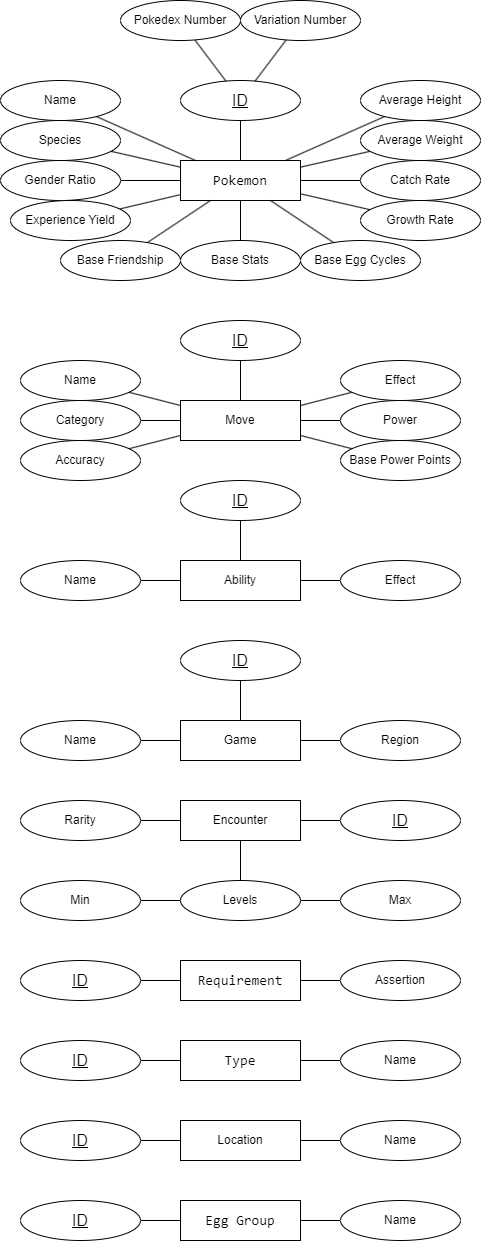 Pokedex Number
Variation Number
ID
Name
Average Height
Species
Average Weight
Gender Ratio
Pokemon
Catch Rate
Experience Yield
Growth Rate
Base Friendship
Base Stats
Base Egg Cycles
ID
Name
Effect
Category
Move
Power
Accuracy
Base Power Points
ID
Name
Ability
Effect
ID
Name
Game
Region
Rarity
Encounter
ID
Min
Levels
Max
ID
Requirement
Assertion
ID
Type
Name
ID
Location
Name
ID
Egg Group
Name